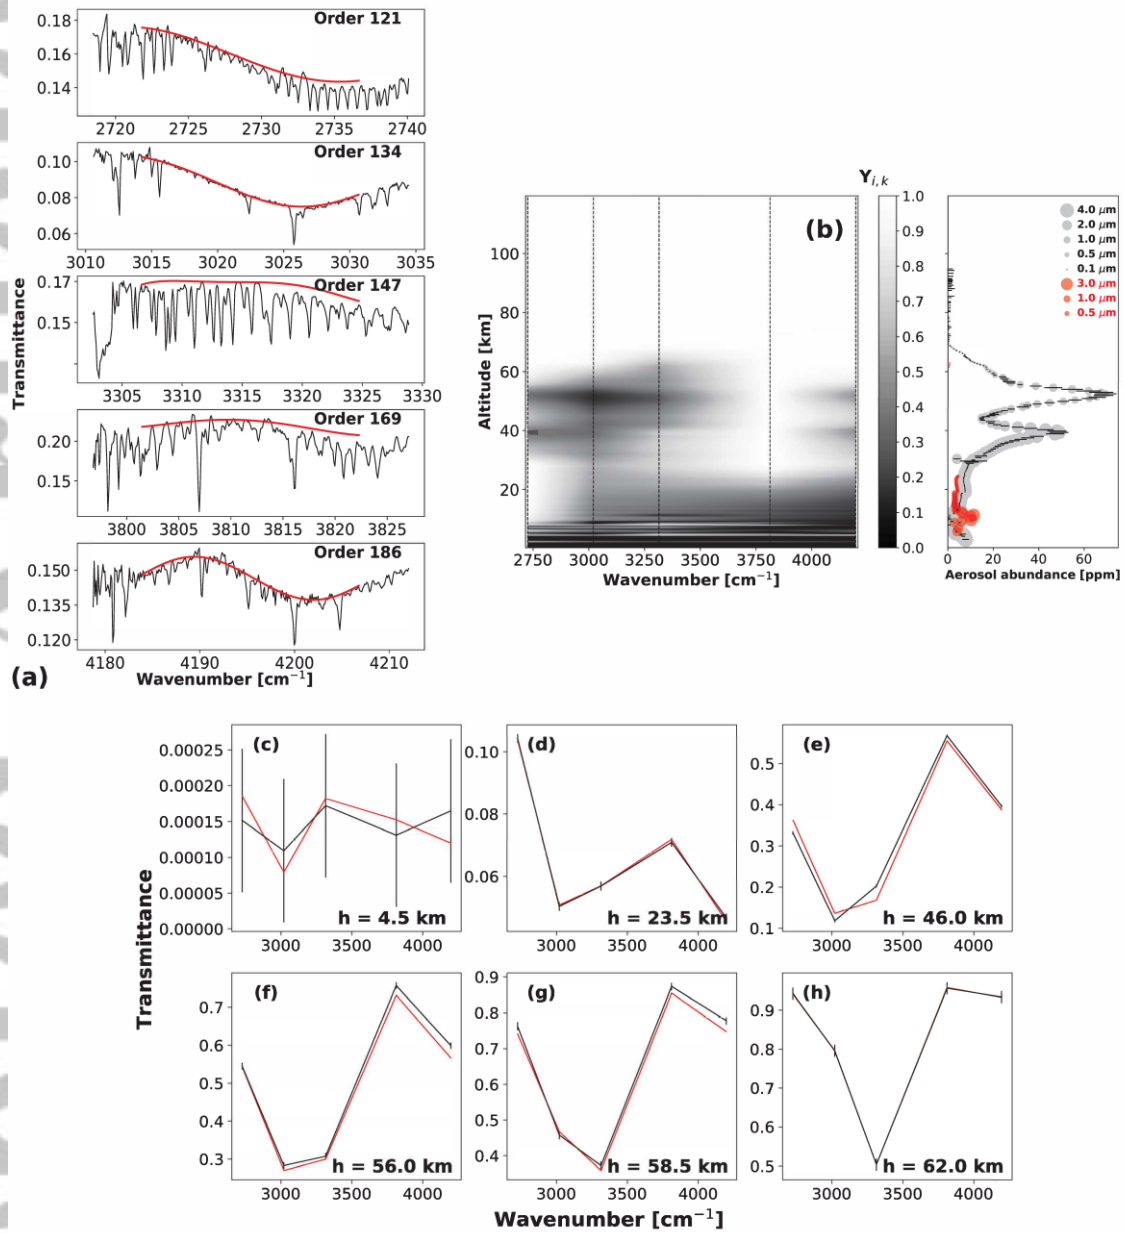 Transmittance
0.18
0.16
0.14
Order 121
2720 2725 2730 2735 2740
0.10
0.08
0.06
Order 134
3010 3015 3020 3025 3030 3035
0.17
0.15
Order 147
3305 3310 3315 3320 3325 3330
0.20
0.15
Order 169
3800 3805 3810 3815 3820 3825
0.150
0.135
0.120
Order 186
4180 4190 4200 4210
Wavenumber [cm⁻¹]
(a)
Altitude [km]
100
80
60
40
20
(b)
2750 3000 3250 3500 3750 4000
Wavenumber [cm⁻¹]
Y_{i,k}
1.0
0.9
0.8
0.7
0.6
0.5
0.4
0.3
0.2
0.1
0.0
4.0 μm
2.0 μm
1.0 μm
0.5 μm
0.1 μm
3.0 μm
1.0 μm
0.5 μm
0 20 40 60
Aerosol abundance [ppm]
Transmittance
(c)
0.00025
0.00020
0.00015
0.00010
0.00005
0.00000
h = 4.5 km
3000 3500 4000
(d)
0.10
0.08
0.06
h = 23.5 km
3000 3500 4000
(e)
0.5
0.4
0.3
0.2
0.1
h = 46.0 km
3000 3500 4000
(f)
0.7
0.6
0.5
0.4
0.3
h = 56.0 km
3000 3500 4000
(g)
0.9
0.8
0.7
0.6
0.5
0.4
h = 58.5 km
3000 3500 4000
(h)
0.9
0.8
0.7
0.6
0.5
h = 62.0 km
3000 3500 4000
Wavenumber [cm⁻¹]